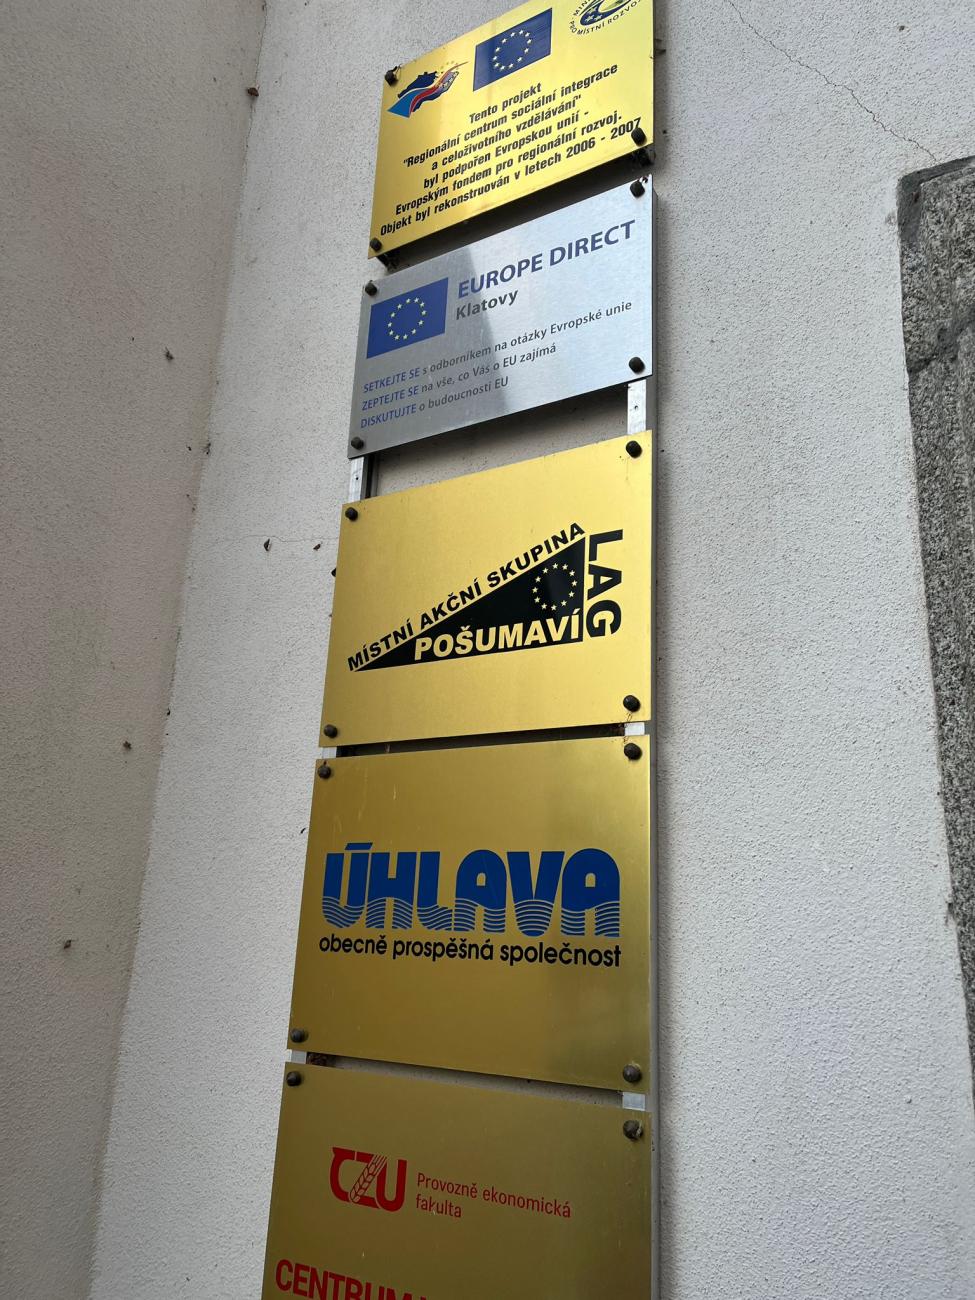 MÍSTNÍ ROZVOJ
Tento projekt
"Regionální centrum sociální integrace
a celoživotního vzdělávání"
byl podpořen Evropskou unií -
Evropským fondem pro regionální rozvoj.
Objekt byl rekonstruován v letech 2006 - 2007
EUROPE DIRECT
Klatovy
SETKEJTE SE s odborníkem na otázky Evropské unie
ZEPTEJTE SE na vše, co Vás o EU zajímá
DISKUTUJTE o budoucnosti EU
MÍSTNÍ AKČNÍ SKUPINA
POŠUMAVÍ
LAG
ÚHLAVA
obecně prospěšná společnost
ČZU
Provozně ekonomická
fakulta
CENTRUM